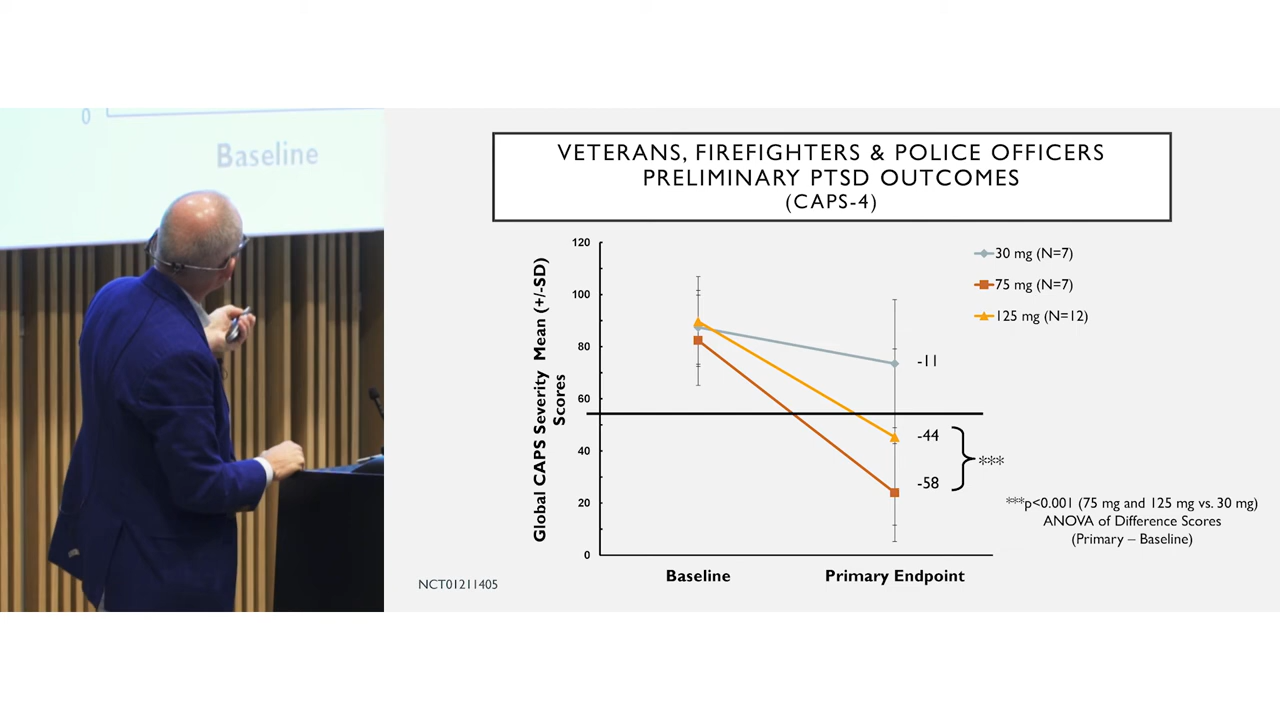 0
Baseline
VETERANS, FIREFIGHTERS & POLICE OFFICERS
PRELIMINARY PTSD OUTCOMES
(CAPS-4)
Global CAPS Severity Mean (+/-SD)
Scores
120
100
80
60
40
20
0
30 mg (N=7)
75 mg (N=7)
125 mg (N=12)
-11
-44
-58
***
***p<0.001 (75 mg and 125 mg vs. 30 mg)
ANOVA of Difference Scores
(Primary – Baseline)
Baseline
Primary Endpoint
NCT01211405